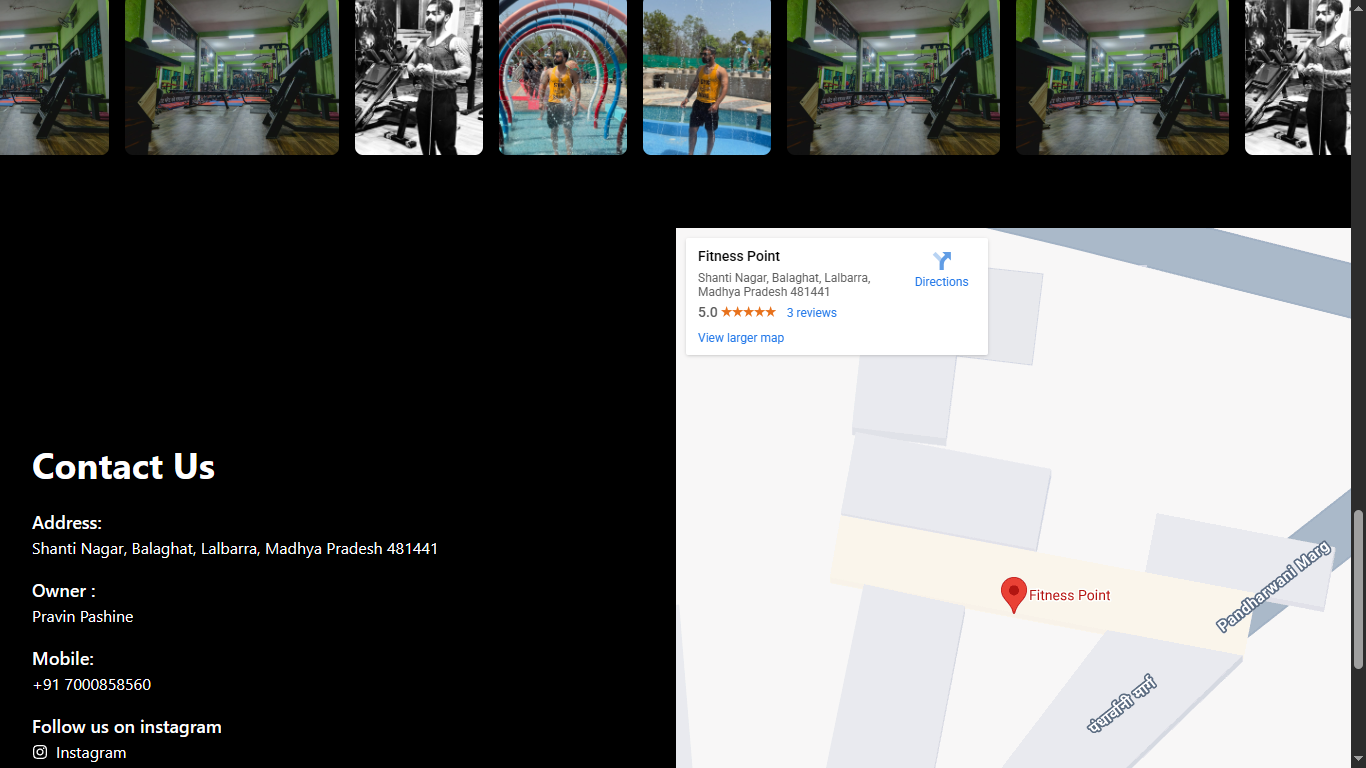 Fitness Point
Shanti Nagar, Balaghat, Lalbarra,
Madhya Pradesh 481441
Directions
5.0 ★★★★★ 3 reviews
View larger map
Contact Us
Address:
Shanti Nagar, Balaghat, Lalbarra, Madhya Pradesh 481441
Owner :
Pravin Pashine
Mobile:
+91 7000858560
Follow us on instagram
Instagram
Fitness Point
Pandharwani Marg